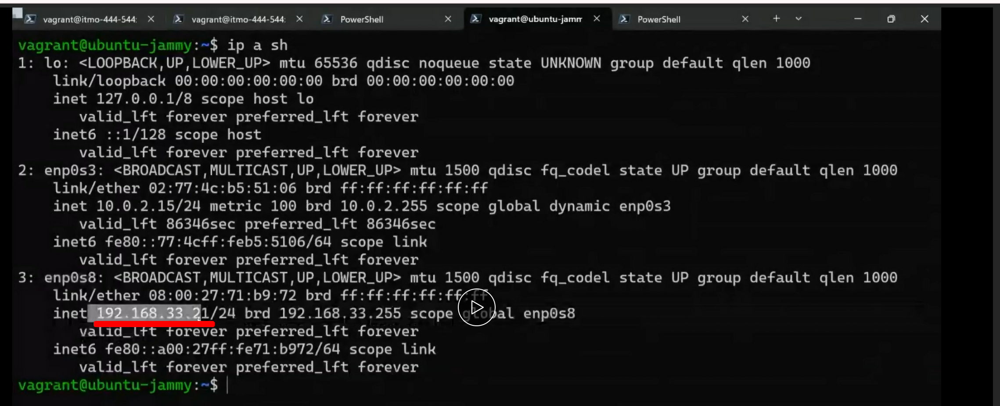 vagrant@itmo-444-544: vagrant@itmo-444-544: PowerShell vagrant@ubuntu-jamm PowerShell
vagrant@ubuntu-jammy:~$ ip a sh
1: lo: <LOOPBACK,UP,LOWER_UP> mtu 65536 qdisc noqueue state UNKNOWN group default qlen 1000
link/loopback 00:00:00:00:00:00 brd 00:00:00:00:00:00
inet 127.0.0.1/8 scope host lo
valid_lft forever preferred_lft forever
inet6 ::1/128 scope host
valid_lft forever preferred_lft forever
2: enp0s3: <BROADCAST,MULTICAST,UP,LOWER_UP> mtu 1500 qdisc fq_codel state UP group default qlen 1000
link/ether 02:77:4c:b5:51:06 brd ff:ff:ff:ff:ff:ff
inet 10.0.2.15/24 metric 100 brd 10.0.2.255 scope global dynamic enp0s3
valid_lft 86346sec preferred_lft 86346sec
inet6 fe80::77:4cff:feb5:5106/64 scope link
valid_lft forever preferred_lft forever
3: enp0s8: <BROADCAST,MULTICAST,UP,LOWER_UP> mtu 1500 qdisc fq_codel state UP group default qlen 1000
link/ether 08:00:27:71:b9:72 brd ff:ff:ff:ff:ff:ff
inet 192.168.33.21/24 brd 192.168.33.255 scope global enp0s8
valid_lft forever preferred_lft forever
inet6 fe80::a00:27ff:fe71:b972/64 scope link
valid_lft forever preferred_lft forever
vagrant@ubuntu-jammy:~$